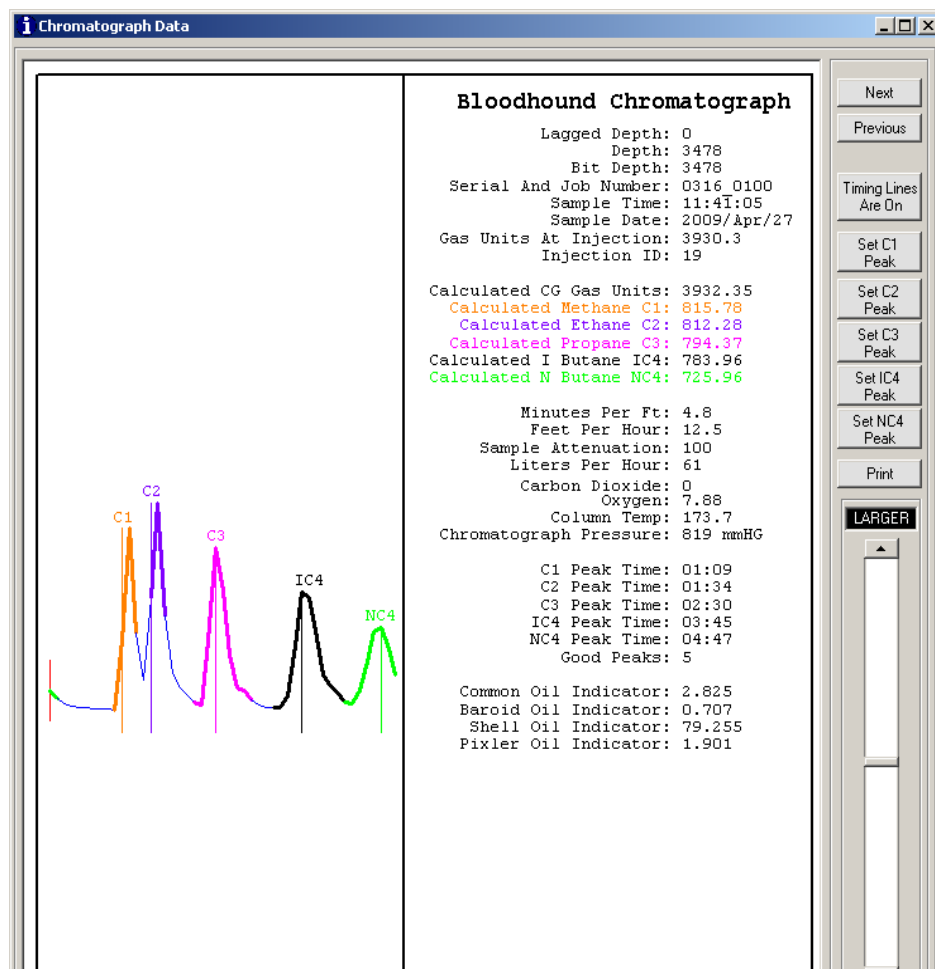 Chromatograph Data
Bloodhound Chromatograph
Lagged Depth: 0
Depth: 3478
Bit Depth: 3478
Serial And Job Number: 0316_0100
Sample Time: 11:41:05
Sample Date: 2009/Apr/27
Gas Units At Injection: 3930.3
Injection ID: 19
Calculated CG Gas Units: 3932.35
Calculated Methane C1: 815.78
Calculated Ethane C2: 812.28
Calculated Propane C3: 794.37
Calculated I Butane IC4: 783.96
Calculated N Butane NC4: 725.96
Minutes Per Ft: 4.8
Feet Per Hour: 12.5
Sample Attenuation: 100
Liters Per Hour: 61
Carbon Dioxide: 0
Oxygen: 7.88
Column Temp: 173.7
Chromatograph Pressure: 819 mmHG
C1 Peak Time: 01:09
C2 Peak Time: 01:34
C3 Peak Time: 02:30
IC4 Peak Time: 03:45
NC4 Peak Time: 04:47
Good Peaks: 5
Common Oil Indicator: 2.825
Baroid Oil Indicator: 0.707
Shell Oil Indicator: 79.255
Pixler Oil Indicator: 1.901
C1
C2
C3
IC4
NC4
Next
Previous
Timing Lines
Are On
Set C1
Peak
Set C2
Peak
Set C3
Peak
Set IC4
Peak
Set NC4
Peak
Print
LARGER